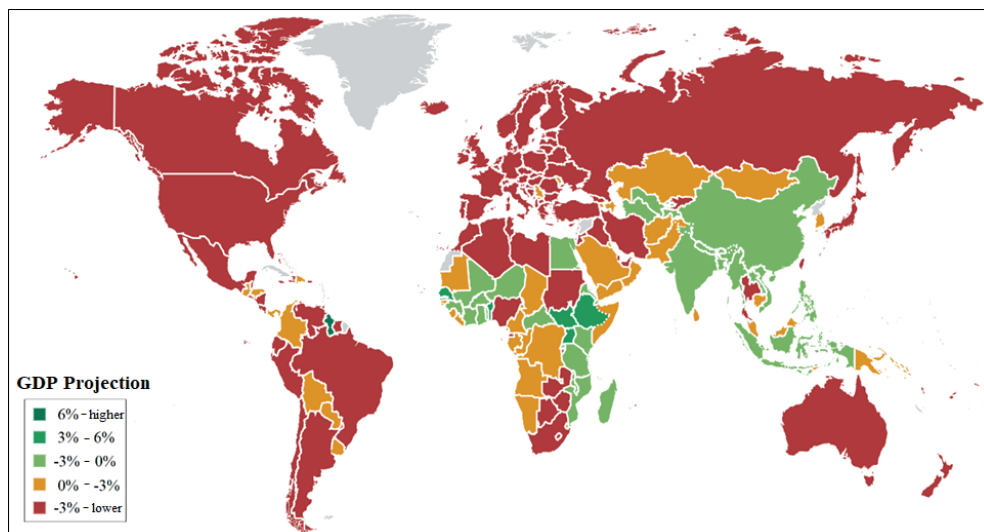 GDP Projection
6% - higher
3% - 6%
-3% - 0%
0% - -3%
-3% - lower